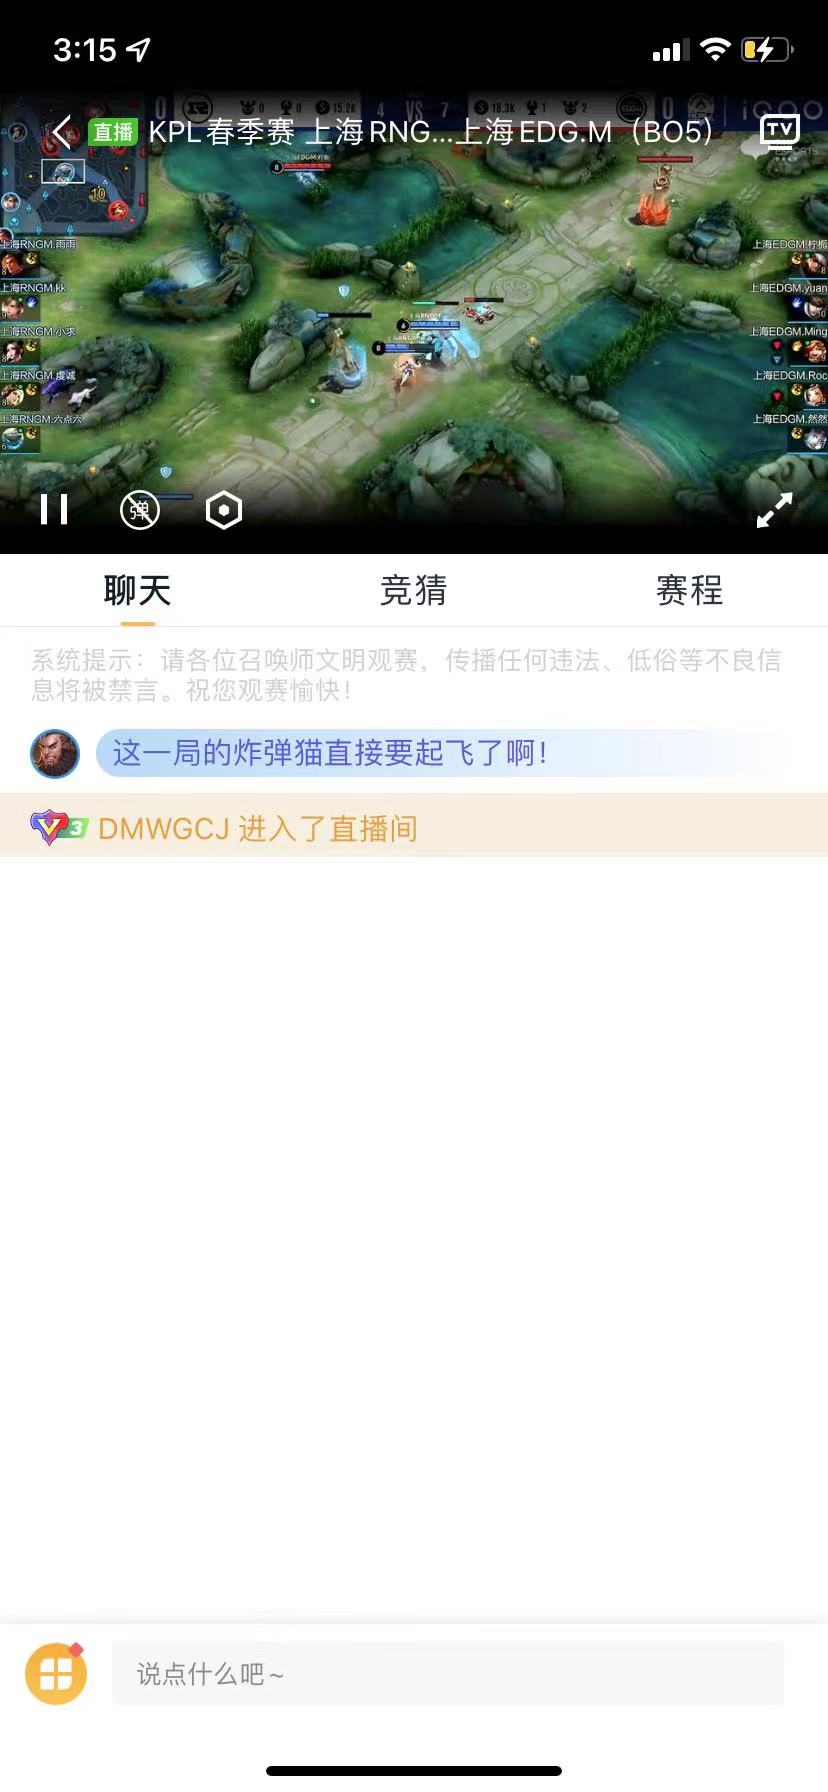 3:15
0 0 0 15.2k 4 VS 7 18.3k 1 2 0 iQOO
直播 KPL春季赛 上海RNG...上海EDG.M（BO5）
TV
ESPORTS
10
上海RNGM.雨雨
上海EDGM.柠栀
上海RNGM.kk
上海EDGM.yuan
上海RNGM.小求
上海EDGM.Ming
上海RNGM.虔诚
上海EDGM.Roc
上海RNGM.六点六
上海EDGM.然然
弹
聊天 竞猜 赛程
系统提示：请各位召唤师文明观赛，传播任何违法、低俗等不良信
息将被禁言。祝您观赛愉快！
这一局的炸弹猫直接要起飞了啊！
V3 DMWGCJ 进入了直播间
说点什么吧~